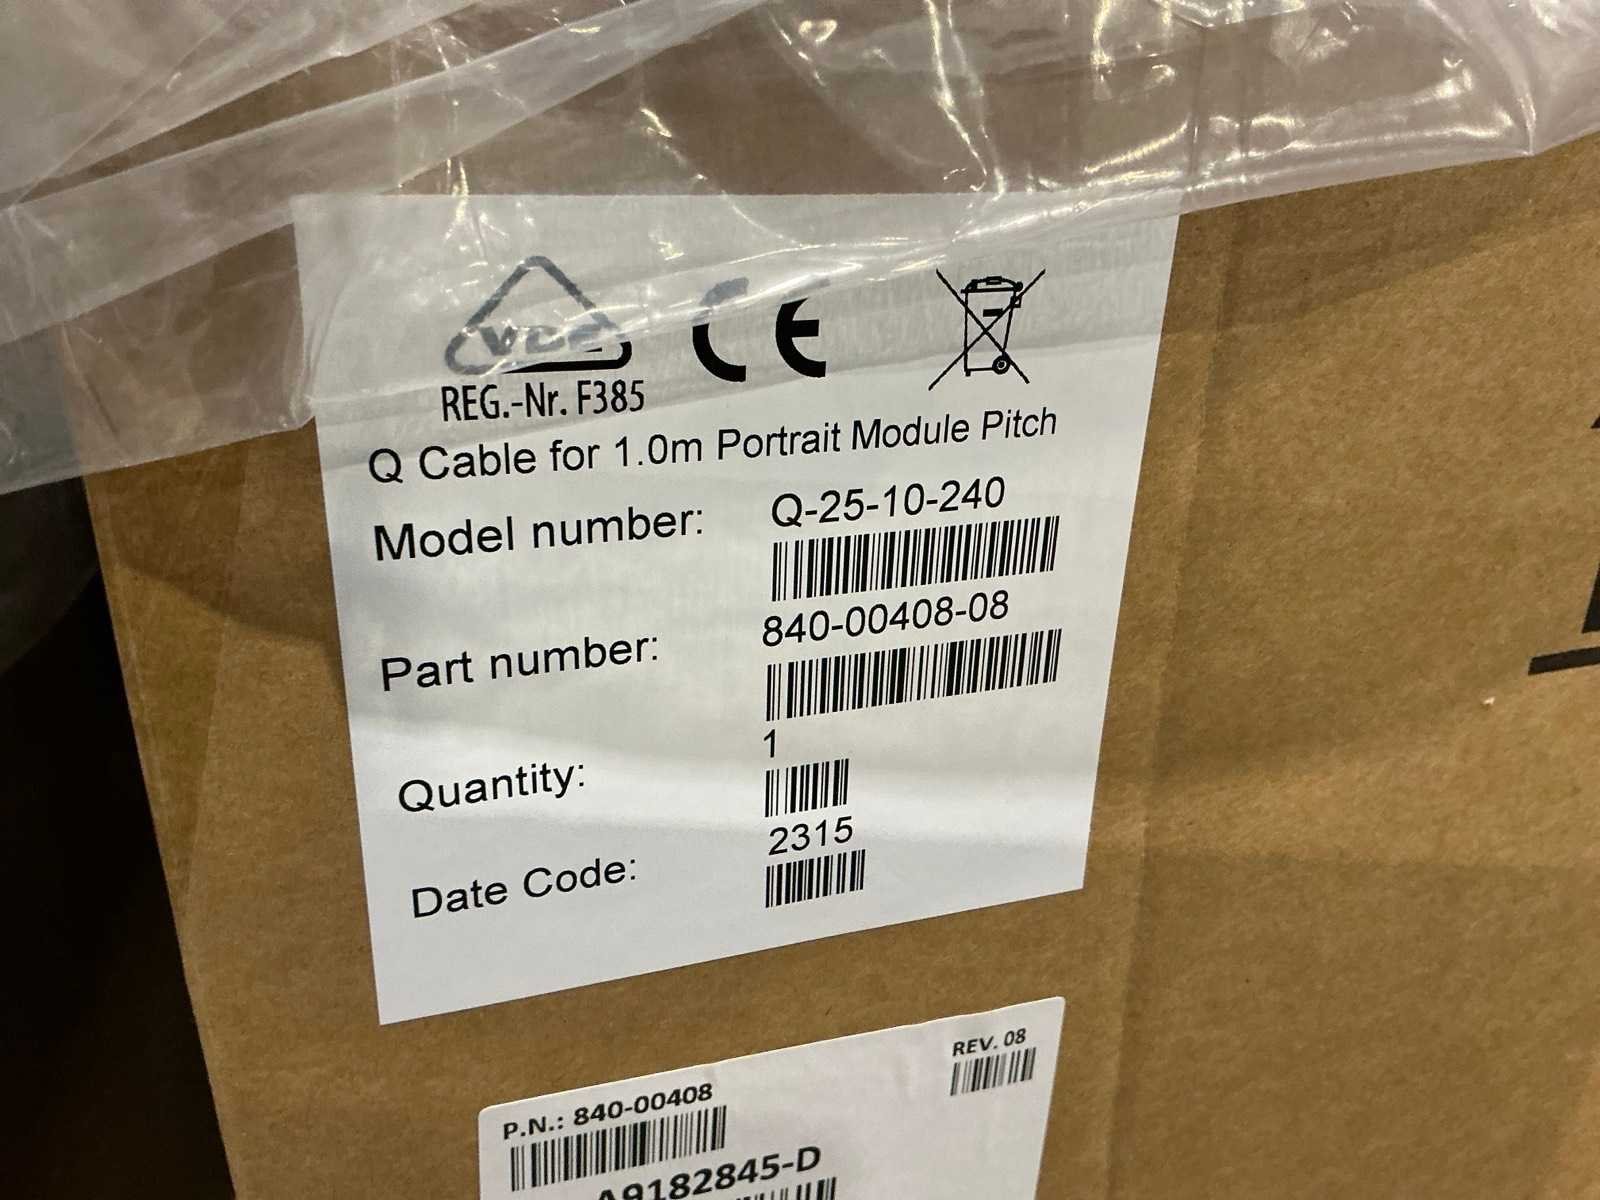 VDE
CE
REG.-Nr. F385
Q Cable for 1.0m Portrait Module Pitch
Model number: Q-25-10-240
Part number: 840-00408-08
Quantity: 1
Date Code: 2315
REV. 08
P.N.: 840-00408
A9182845-D